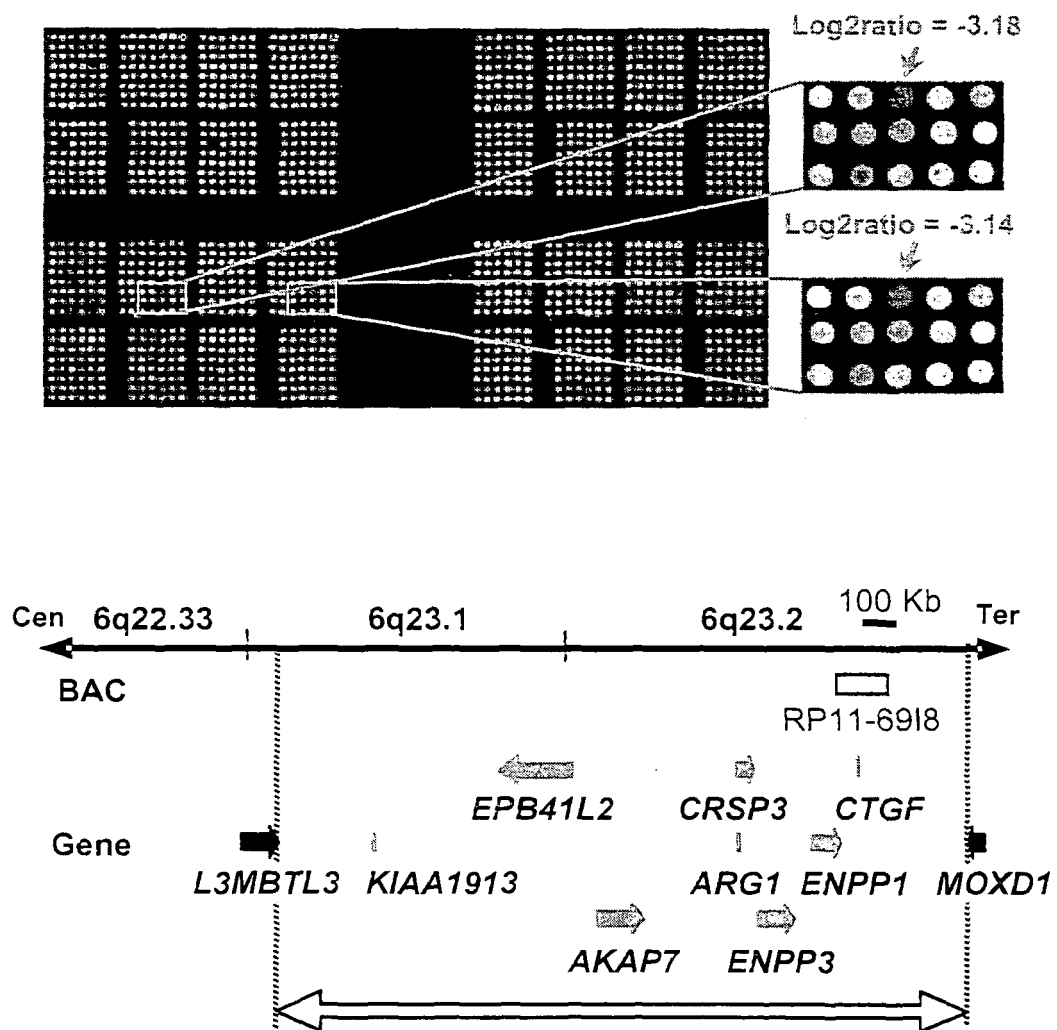 Log2ratio = -3.18
Log2ratio = -3.14
100 Kb
Cen 6q22.33 6q23.1 6q23.2 Ter
BAC
RP11-69I8
EPB41L2 CRSP3 CTGF
Gene
L3MBTL3 KIAA1913 ARG1 ENPP1 MOXD1
AKAP7 ENPP3